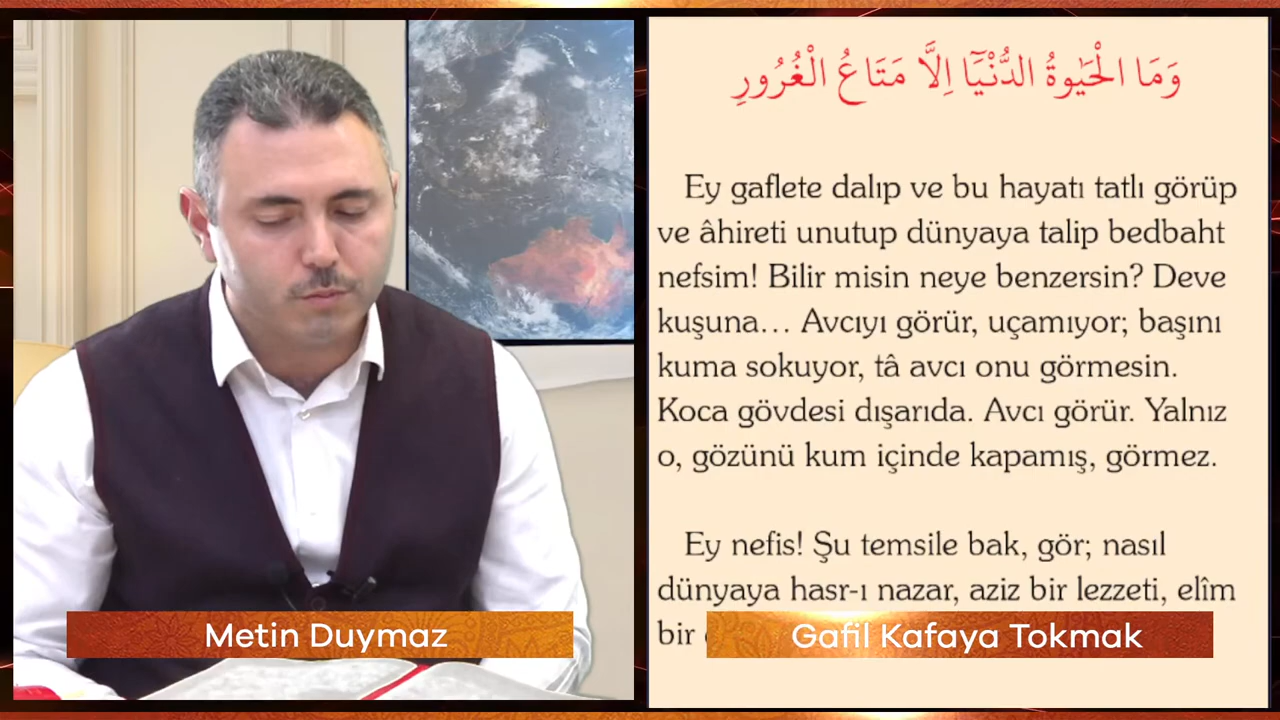 وَمَا الْحَيٰوةُ الدُّنْيَٓا اِلَّا مَتَاعُ الْغُرُورِ
Ey gaflete dalıp ve bu hayatı tatlı görüp
ve âhireti unutup dünyaya talip bedbaht
nefsim! Bilir misin neye benzersin? Deve
kuşuna… Avcıyı görür, uçamıyor; başını
kuma sokuyor, tâ avcı onu görmesin.
Koca gövdesi dışarıda. Avcı görür. Yalnız
o, gözünü kum içinde kapamış, görmez.
Ey nefis! Şu temsile bak, gör; nasıl
dünyaya hasr-ı nazar, aziz bir lezzeti, elîm
bir
Metin Duymaz
Gafil Kafaya Tokmak